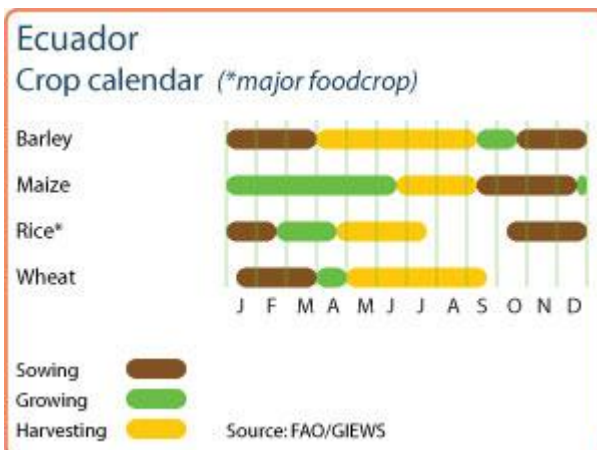 Ecuador
Crop calendar (*major foodcrop)
Barley
Maize
Rice*
Wheat
J F M A M J J A S O N D
Sowing
Growing
Harvesting
Source: FAO/GIEWS